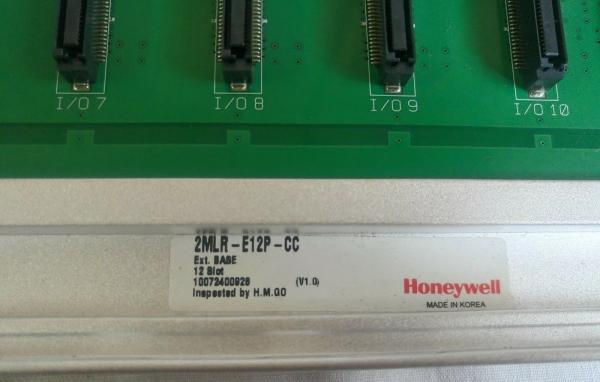 I/O 7 I/O 8 I/O 9 I/O 10
2MLR-E12P-CC
Ext. BASE
12 Slot
10072400926 (V1.0)
Inspected by H.M.GO
Honeywell
MADE IN KOREA